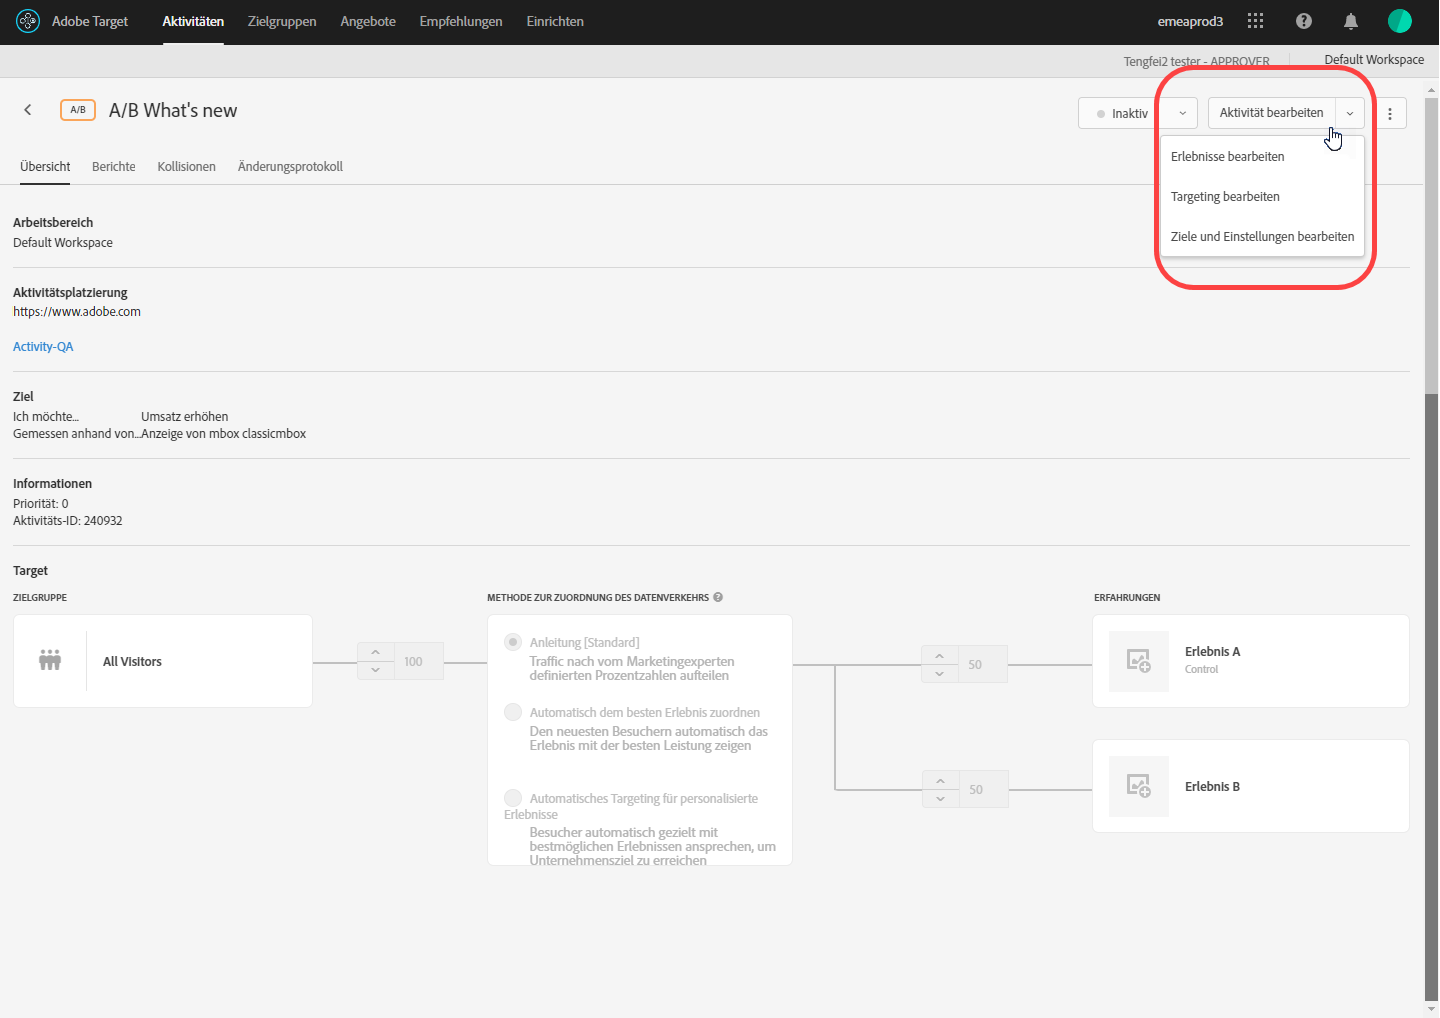 Adobe Target
Aktivitäten
Zielgruppen
Angebote
Empfehlungen
Einrichten
emeaprod3
Tengfei2 tester - APPROVER
Default Workspace
A/B
A/B What's new
Inaktiv
Aktivität bearbeiten
Erlebnisse bearbeiten
Targeting bearbeiten
Ziele und Einstellungen bearbeiten
Übersicht
Berichte
Kollisionen
Änderungsprotokoll
Arbeitsbereich
Default Workspace
Aktivitätsplatzierung
https://www.adobe.com
Activity-QA
Ziel
Ich möchte... Umsatz erhöhen
Gemessen anhand von...Anzeige von mbox classicmbox
Informationen
Priorität: 0
Aktivitäts-ID: 240932
Target
ZIELGRUPPE
All Visitors
100
METHODE ZUR ZUORDNUNG DES DATENVERKEHRS
Anleitung [Standard]
Traffic nach vom Marketingexperten
definierten Prozentzahlen aufteilen
Automatisch dem besten Erlebnis zuordnen
Den neuesten Besuchern automatisch das
Erlebnis mit der besten Leistung zeigen
Automatisches Targeting für personalisierte
Erlebnisse
Besucher automatisch gezielt mit
bestmöglichen Erlebnissen ansprechen, um
Unternehmensziel zu erreichen
50
50
ERFAHRUNGEN
Erlebnis A
Control
Erlebnis B